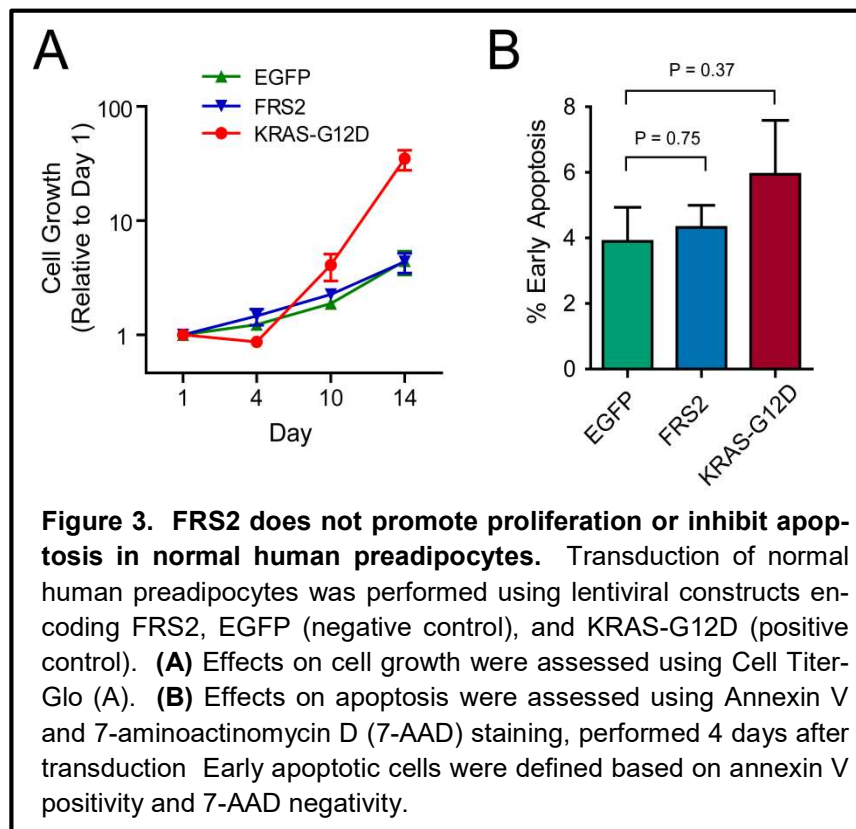 A
EGFP
FRS2
KRAS-G12D
100
10
1
Cell Growth
(Relative to Day 1)
1 4 10 14
Day
B
P = 0.37
P = 0.75
8
6
4
2
0
% Early Apoptosis
EGFP
FRS2
KRAS-G12D
Figure 3. FRS2 does not promote proliferation or inhibit apop-
tosis in normal human preadipocytes. Transduction of normal
human preadipocytes was performed using lentiviral constructs en-
coding FRS2, EGFP (negative control), and KRAS-G12D (positive
control). (A) Effects on cell growth were assessed using Cell Titer-
Glo (A). (B) Effects on apoptosis were assessed using Annexin V
and 7-aminoactinomycin D (7-AAD) staining, performed 4 days after
transduction Early apoptotic cells were defined based on annexin V
positivity and 7-AAD negativity.